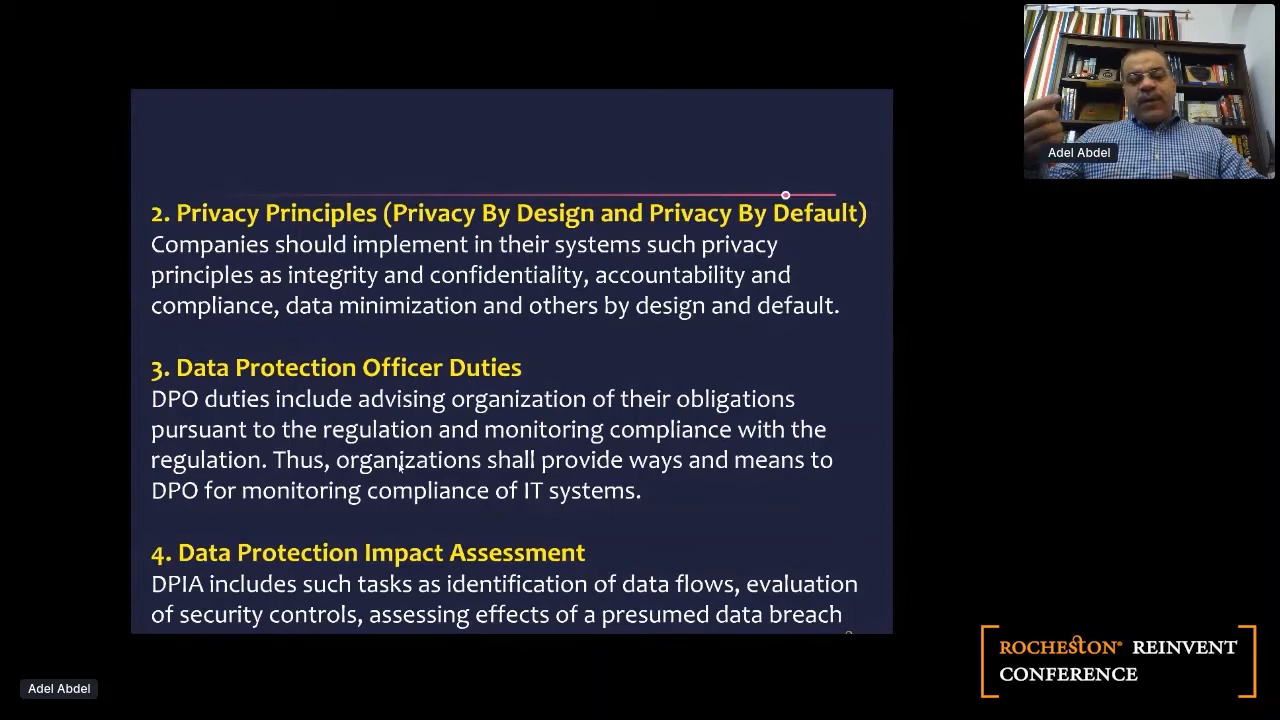 2. Privacy Principles (Privacy By Design and Privacy By Default)
Companies should implement in their systems such privacy
principles as integrity and confidentiality, accountability and
compliance, data minimization and others by design and default.
3. Data Protection Officer Duties
DPO duties include advising organization of their obligations
pursuant to the regulation and monitoring compliance with the
regulation. Thus, organizations shall provide ways and means to
DPO for monitoring compliance of IT systems.
4. Data Protection Impact Assessment
DPIA includes such tasks as identification of data flows, evaluation
of security controls, assessing effects of a presumed data breach
Adel Abdel
ROCHESTON® REINVENT
CONFERENCE
Adel Abdel